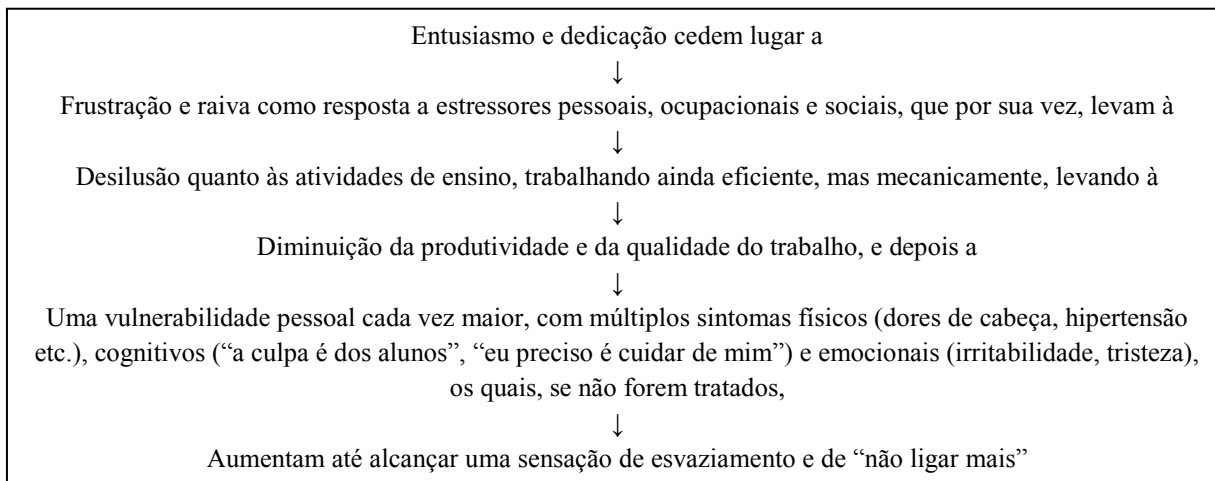 Entusiasmo e dedicação cedem lugar a
↓
Frustração e raiva como resposta a estressores pessoais, ocupacionais e sociais, que por sua vez, levam à
↓
Desilusão quanto às atividades de ensino, trabalhando ainda eficiente, mas mecanicamente, levando à
↓
Diminuição da produtividade e da qualidade do trabalho, e depois a
↓
Uma vulnerabilidade pessoal cada vez maior, com múltiplos sintomas físicos (dores de cabeça, hipertensão
etc.), cognitivos (“a culpa é dos alunos”, “eu preciso é cuidar de mim”) e emocionais (irritabilidade, tristeza),
os quais, se não forem tratados,
↓
Aumentam até alcançar uma sensação de esvaziamento e de “não ligar mais”